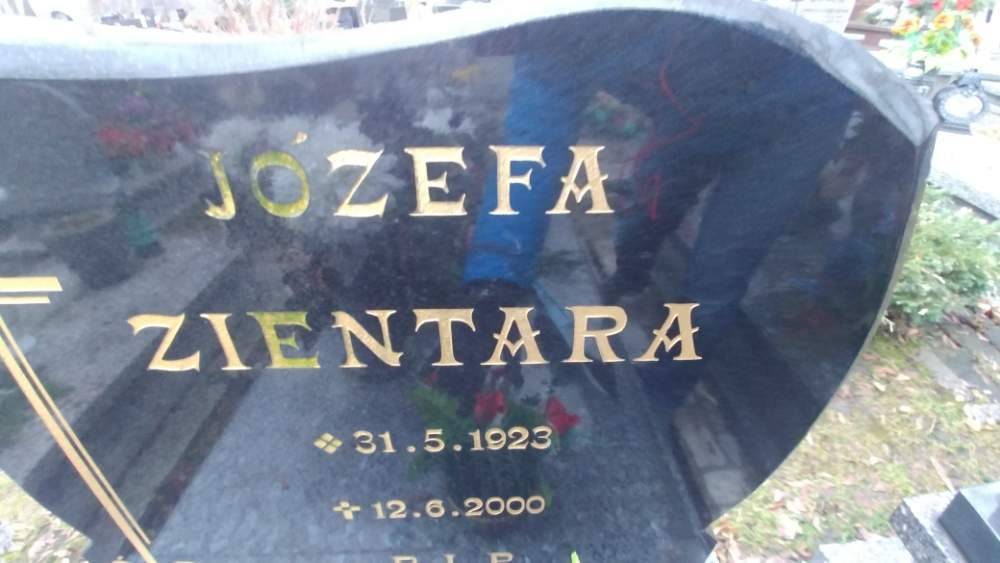 JÓZEFA
ZIENTARA
31.5.1923
12.6.2000
R.I.P.